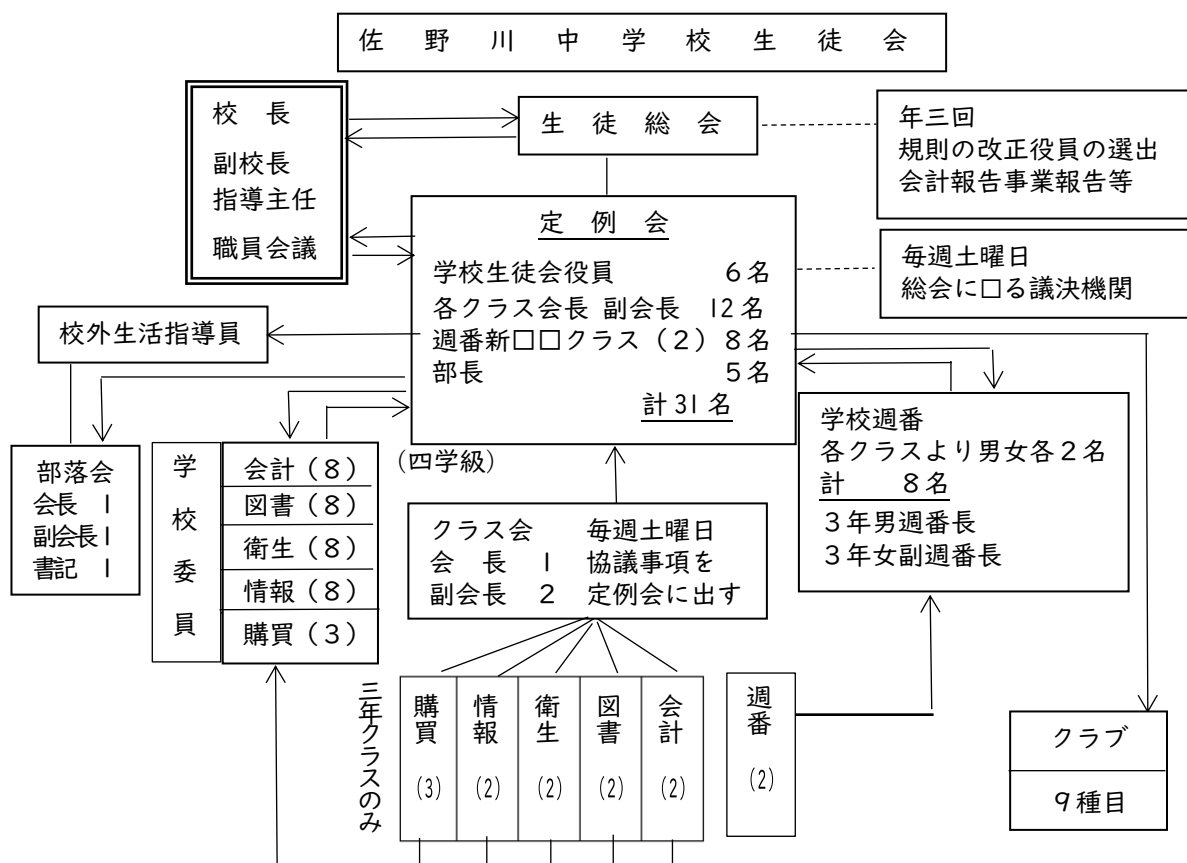 佐野川中学校生徒会
校長
副校長
指導主任
職員会議
生徒総会
年三回
規則の改正役員の選出
会計報告事業報告等
定例会
学校生徒会役員 6名
各クラス会長 副会長 12名
週番新□□クラス(2)8名
部長 5名
計31名
毎週土曜日
総会に□る議決機関
校外生活指導員
部落会
会長 1
副会長1
書記 1
学校委員
会計(8)
図書(8)
衛生(8)
情報(8)
購買(3)
(四学級)
クラス会 毎週土曜日
会長 1 協議事項を
副会長 2 定例会に出す
学校週番
各クラスより男女各2名
計 8名
3年男週番長
3年女副週番長
三年クラスのみ
購買(3)
情報(2)
衛生(2)
図書(2)
会計(2)
週番(2)
クラブ
9種目